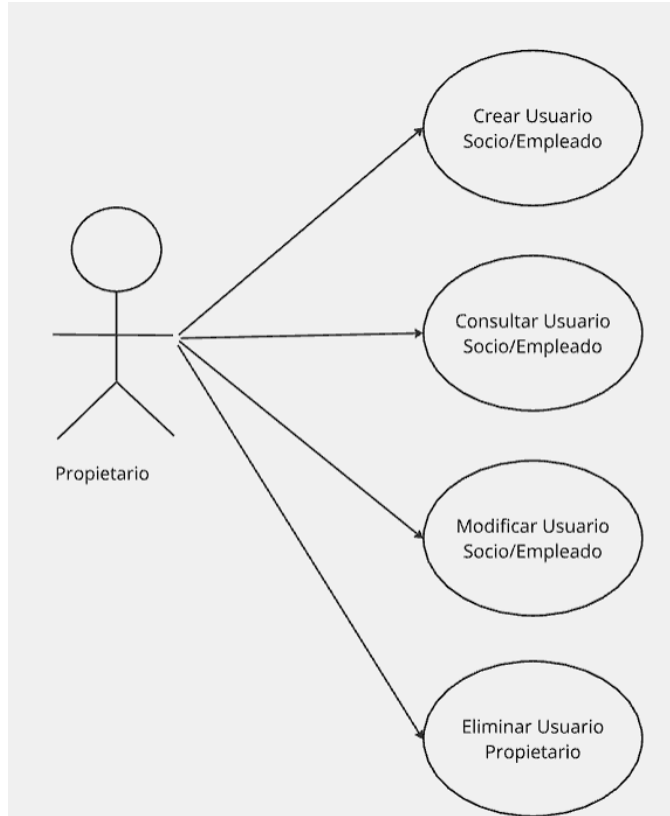 Crear Usuario
Socio/Empleado
Consultar Usuario
Socio/Empleado
Propietario
Modificar Usuario
Socio/Empleado
Eliminar Usuario
Propietario